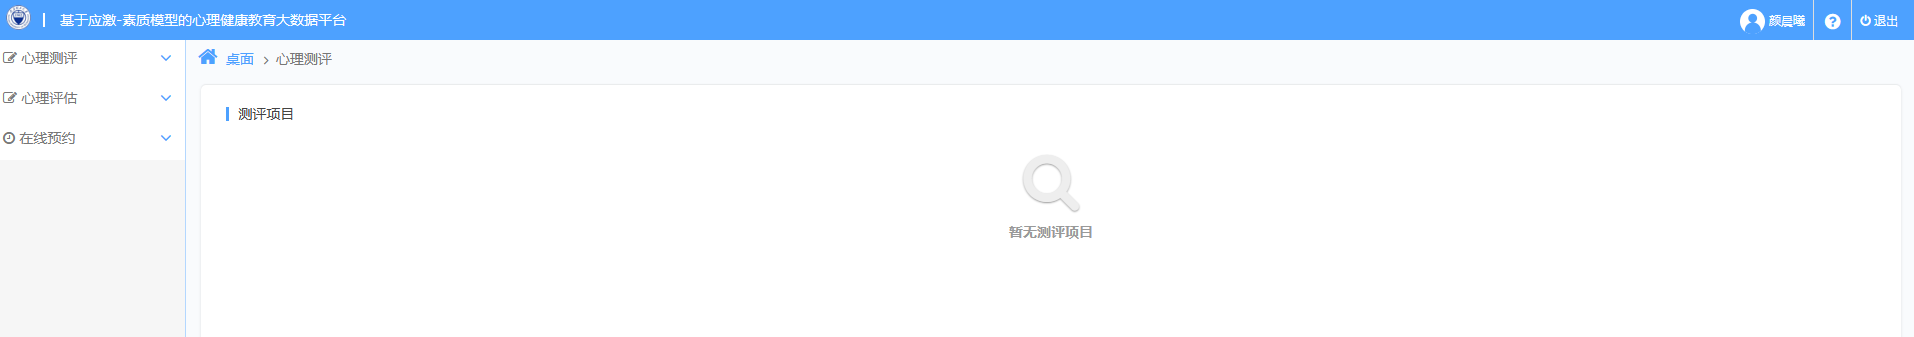 基于应激-素质模型的心理健康教育大数据平台
颜晨曦
退出
心理测评
心理评估
在线预约
桌面 > 心理测评
测评项目
暂无测评项目